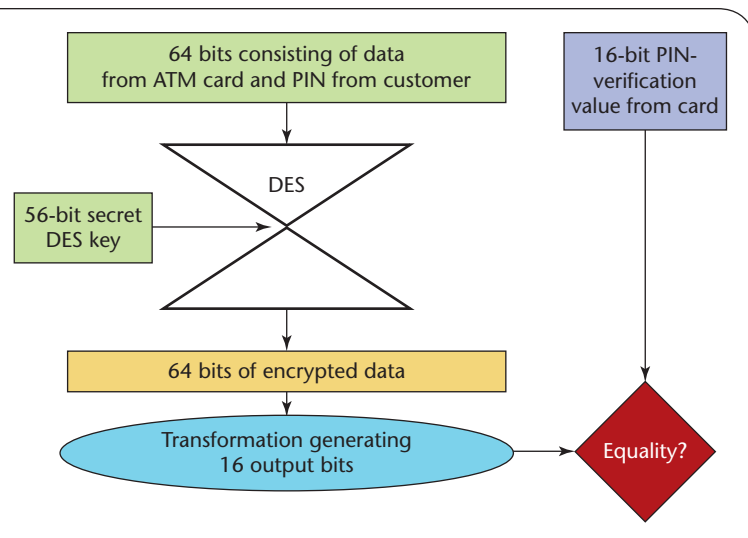 64 bits consisting of data
from ATM card and PIN from customer
16-bit PIN-
verification
value from card
DES
56-bit secret
DES key
64 bits of encrypted data
Transformation generating
16 output bits
Equality?